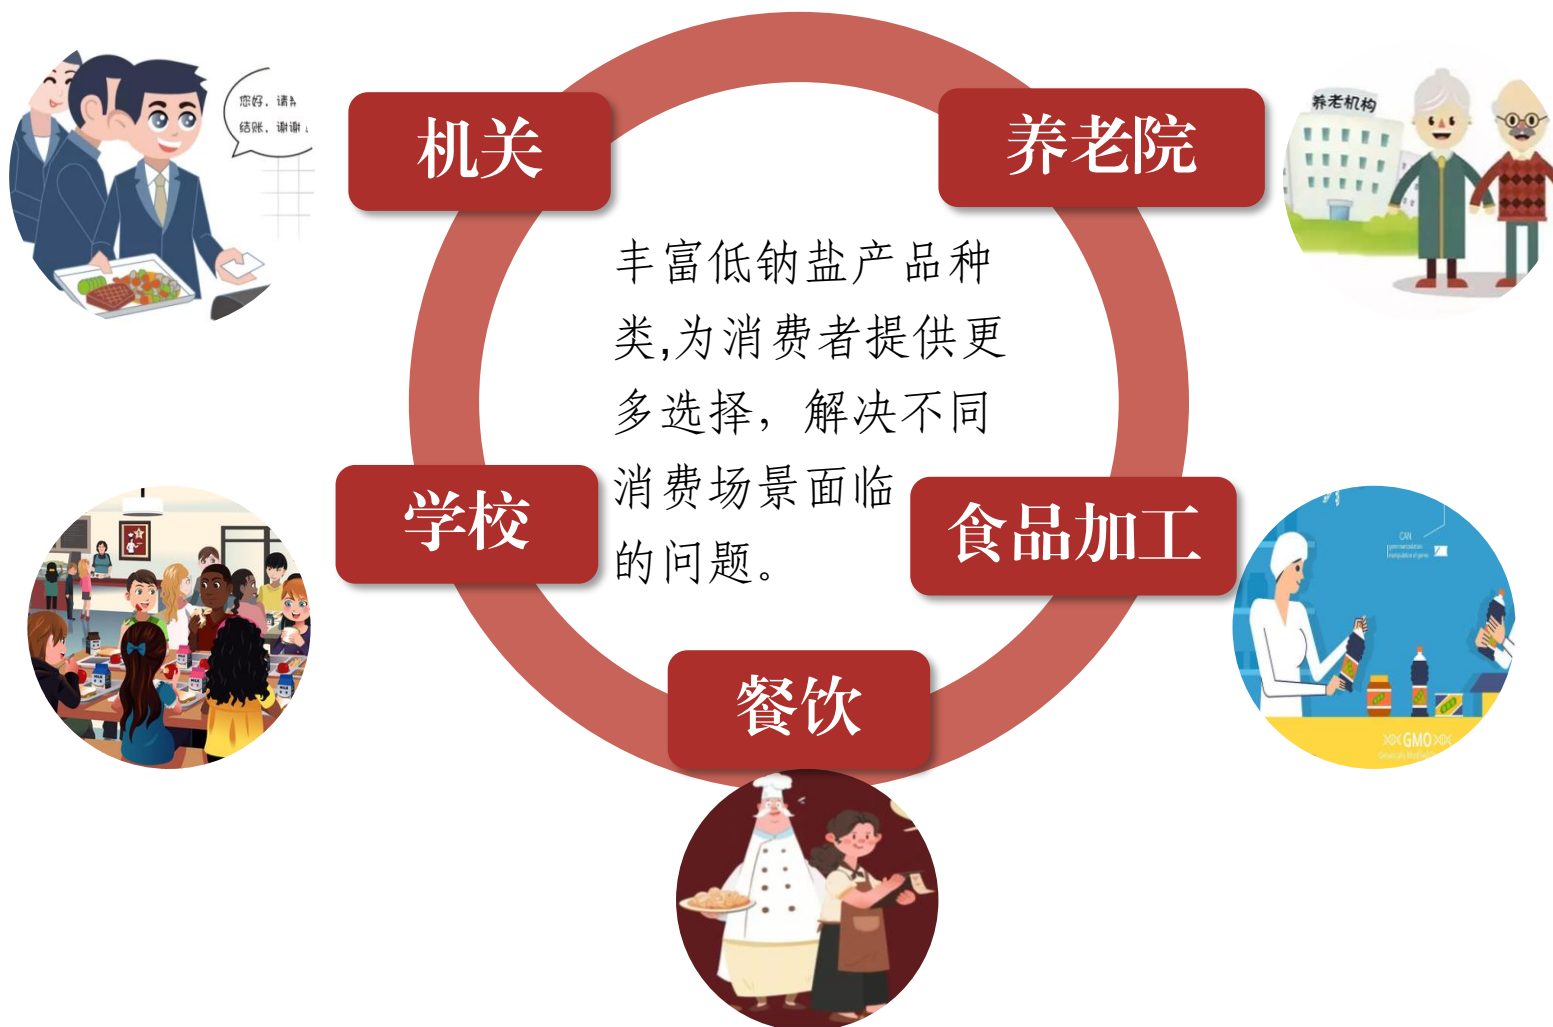 您好，请
结账，谢谢
机关
养老院
养老机构
丰富低钠盐产品种
类,为消费者提供更
多选择，解决不同
消费场景面临
的问题。
学校
食品加工
餐饮
CAN
GMO